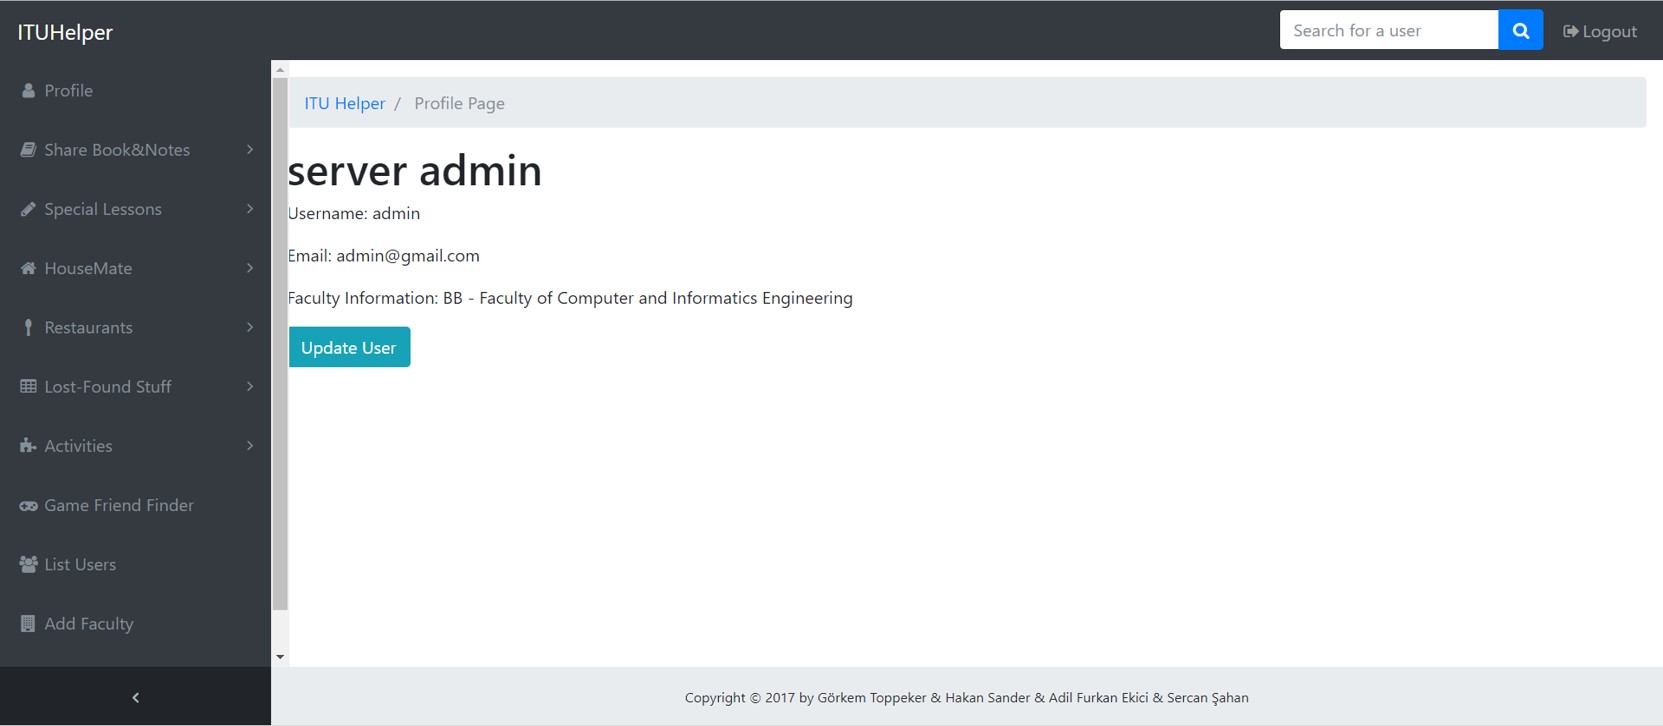 ITUHelper
Search for a user
Logout
Profile
Share Book&Notes
Special Lessons
HouseMate
Restaurants
Lost-Found Stuff
Activities
Game Friend Finder
List Users
Add Faculty
ITU Helper / Profile Page
server admin
Username: admin
Email: admin@gmail.com
Faculty Information: BB - Faculty of Computer and Informatics Engineering
Update User
Copyright © 2017 by Görkem Toppeker & Hakan Sander & Adil Furkan Ekici & Sercan Şahan